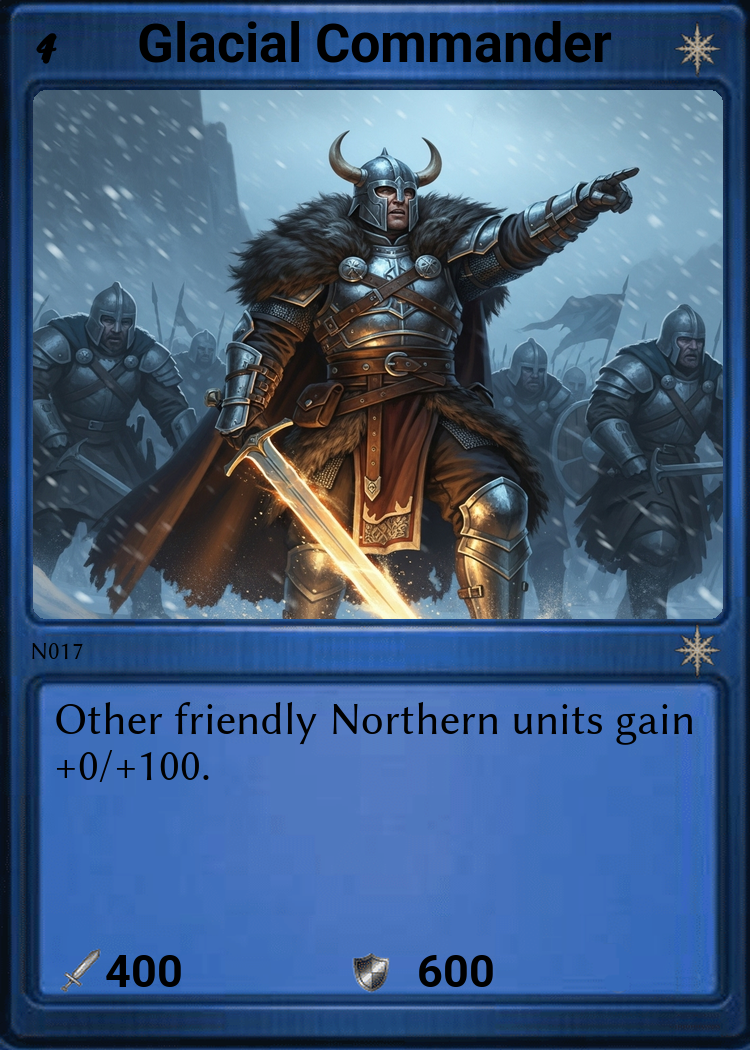 4 Glacial Commander
N017
Other friendly Northern units gain
+0/+100.
400 600